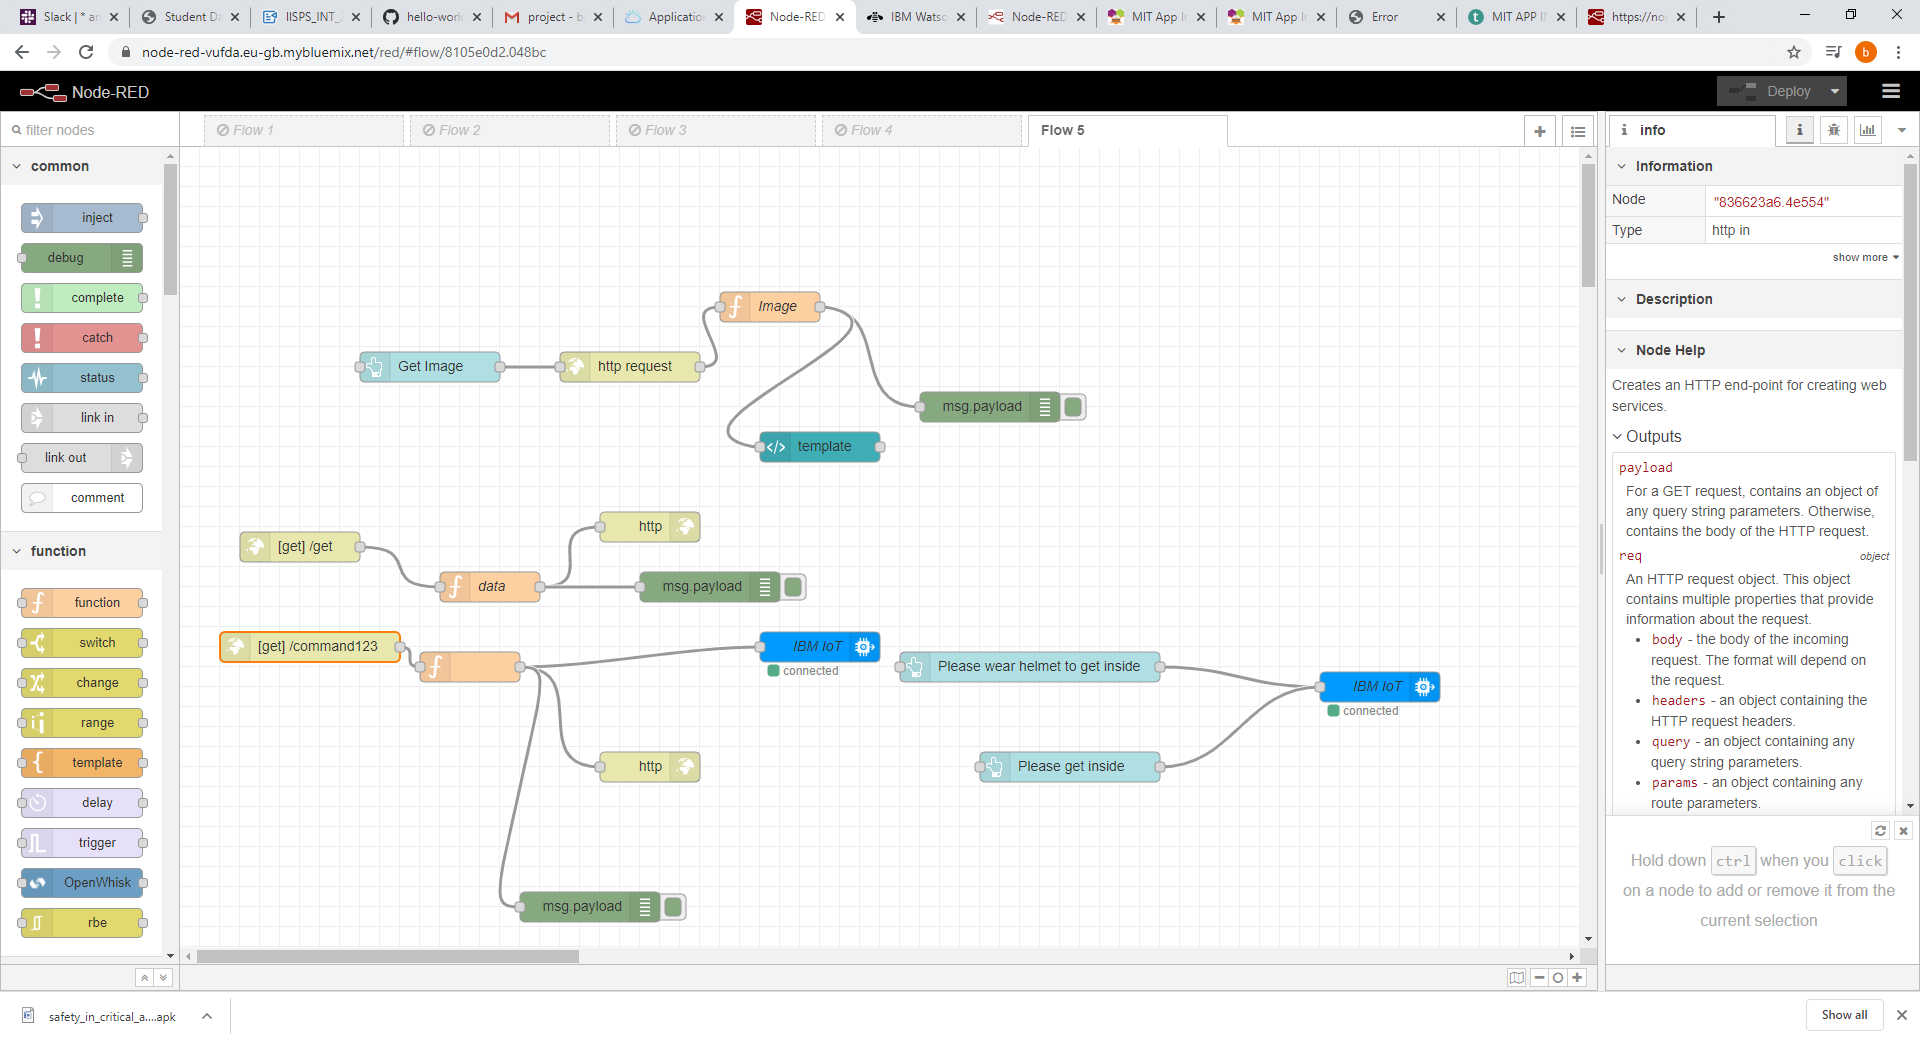 Slack | * an
Student Da
IISPS_INT_
hello-world
project - b
Application
Node-RED
IBM Watso
Node-RED
MIT App In
MIT App In
Error
MIT APP I
https://nod
node-red-vufda.eu-gb.mybluemix.net/red/#flow/8105e0d2.048bc
b
Node-RED
Deploy
filter nodes
Flow 1
Flow 2
Flow 3
Flow 4
Flow 5
info
common
inject
debug
complete
catch
status
link in
link out
comment
function
function
switch
change
range
template
delay
trigger
OpenWhisk
rbe
Image
Get Image
http request
msg.payload
template
http
[get] /get
data
msg.payload
[get] /command123
IBM IoT
connected
Please wear helmet to get inside
IBM IoT
connected
http
Please get inside
msg.payload
Information
Node "836623a6.4e554"
Type http in
show more
Description
Node Help
Creates an HTTP end-point for creating web
services.
Outputs
payload
For a GET request, contains an object of
any query string parameters. Otherwise,
contains the body of the HTTP request.
req object
An HTTP request object. This object
contains multiple properties that provide
information about the request.
• body - the body of the incoming
request. The format will depend on
the request.
• headers - an object containing the
HTTP request headers.
• query - an object containing any
query string parameters.
• params - an object containing any
route parameters.
Hold down ctrl when you click
on a node to add or remove it from the
current selection
safety_in_critical_a....apk
Show all